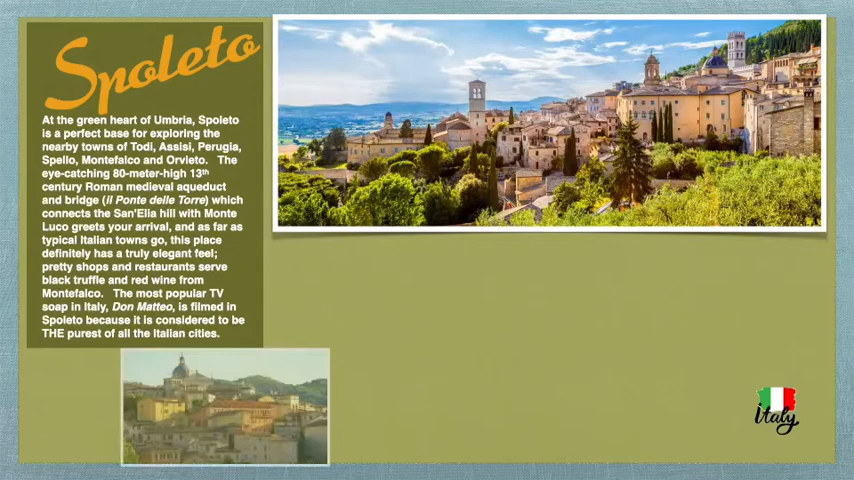 Spoleto
At the green heart of Umbria, Spoleto
is a perfect base for exploring the
nearby towns of Todi, Assisi, Perugia,
Spello, Montefalco and Orvieto. The
eye-catching 80-meter-high 13th
century Roman medieval aqueduct
and bridge (il Ponte delle Torre) which
connects the San'Elia hill with Monte
Luco greets your arrival, and as far as
typical Italian towns go, this place
definitely has a truly elegant feel;
pretty shops and restaurants serve
black truffle and red wine from
Montefalco. The most popular TV
soap in Italy, Don Matteo, is filmed in
Spoleto because it is considered to be
THE purest of all the Italian cities.
italy